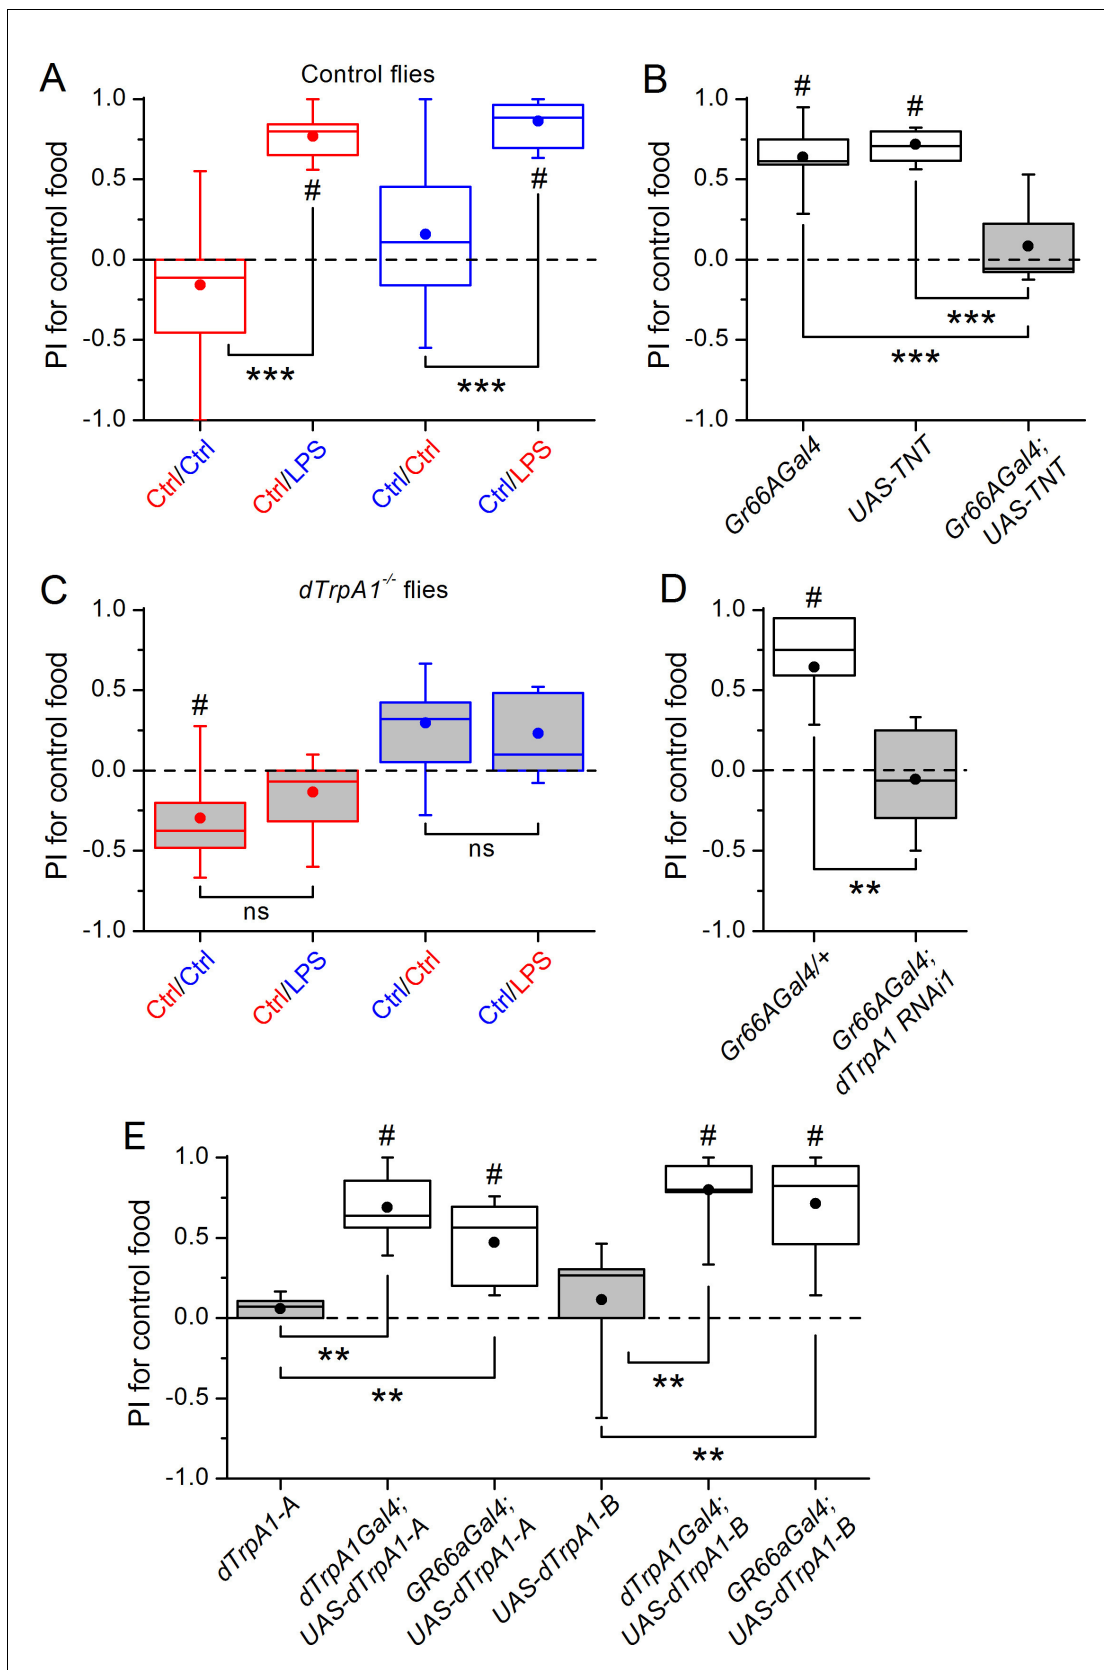 A
Control flies
PI for control food
1.0
0.5
0.0
-0.5
-1.0
#
#
***
***
Ctrl/Ctrl
Ctrl/LPS
Ctrl/Ctrl
Ctrl/LPS
B
PI for control food
1.0
0.5
0.0
-0.5
-1.0
#
#
***
***
Gr66AGal4
UAS-TNT
Gr66AGal4;
UAS-TNT
C
dTrpA1-/- flies
PI for control food
1.0
0.5
0.0
-0.5
-1.0
#
ns
ns
Ctrl/Ctrl
Ctrl/LPS
Ctrl/Ctrl
Ctrl/LPS
D
PI for control food
1.0
0.5
0.0
-0.5
-1.0
#
**
Gr66AGal4/+
Gr66AGal4;
dTrpA1 RNAi1
E
PI for control food
1.0
0.5
0.0
-0.5
-1.0
#
#
#
#
**
**
**
**
dTrpA1-A
dTrpA1Gal4;
UAS-dTrpA1-A
GR66aGal4;
UAS-dTrpA1-A
UAS-dTrpA1-B
dTrpA1Gal4;
UAS-dTrpA1-B
GR66aGal4;
UAS-dTrpA1-B